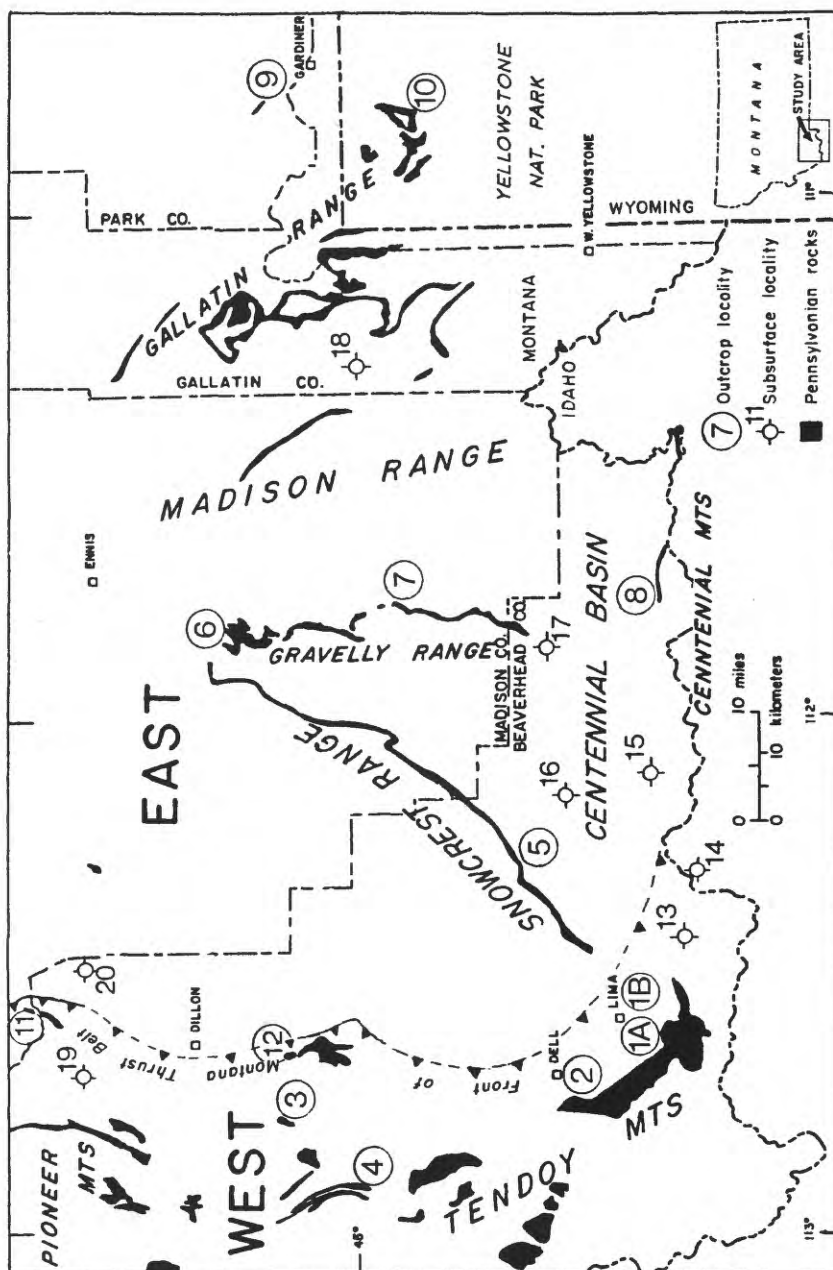 PIONEER
MTS
WEST
EAST
TENDOY
MTS
Front
of
Montana
Thrust Belt
11
19
20
DILLON
12
3
4
46°
2
DELL
LIMA
1A
1B
13
14
SNOWCREST RANGE
5
16
15
CENTENNIAL BASIN
CENNTENIAL MTS
8
17
MADISON CO.
BEAVERHEAD CO.
GRAVELLY RANGE
6
7
ENNIS
MADISON RANGE
GALLATIN CO.
18
GALLATIN RANGE
PARK CO.
9
GARDINER
10
YELLOWSTONE
NAT. PARK
W. YELLOWSTONE
WYOMING
MONTANA
IDAHO
113°
112°
111°
0 10 miles
0 10 kilometers
7 Outcrop locality
11 Subsurface locality
Pennsylvanian rocks
MONTANA
STUDY AREA